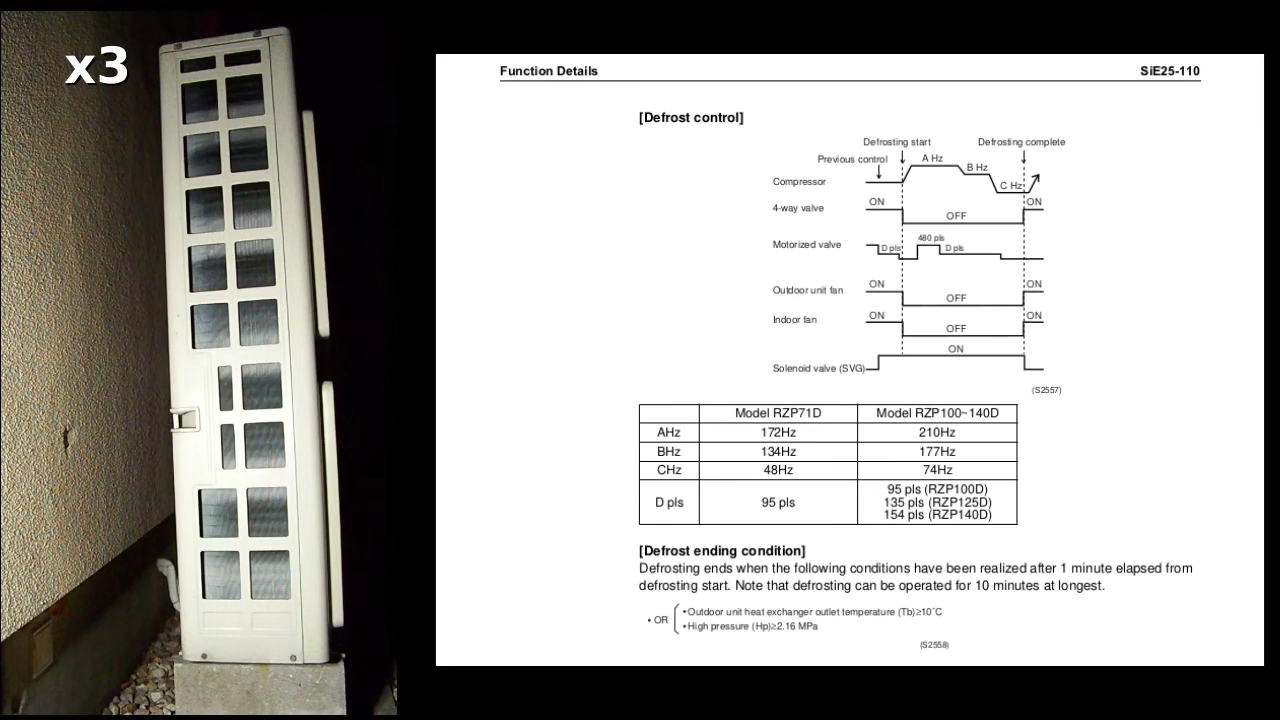 x3
Function Details SiE25-110
[Defrost control]
Defrosting start Defrosting complete
Previous control A Hz B Hz C Hz
Compressor
ON ON
4-way valve OFF
480 pls
Motorized valve D pls D pls
ON ON
Outdoor unit fan OFF
ON ON
Indoor fan OFF
ON
Solenoid valve (SVG)
(S2557)
Model RZP71D Model RZP100~140D
AHz 172Hz 210Hz
BHz 134Hz 177Hz
CHz 48Hz 74Hz
D pls 95 pls 95 pls (RZP100D)
135 pls (RZP125D)
154 pls (RZP140D)
[Defrost ending condition]
Defrosting ends when the following conditions have been realized after 1 minute elapsed from
defrosting start. Note that defrosting can be operated for 10 minutes at longest.
• OR
• Outdoor unit heat exchanger outlet temperature (Tb)≥10˚C
• High pressure (Hp)≥2.16 MPa
(S2558)